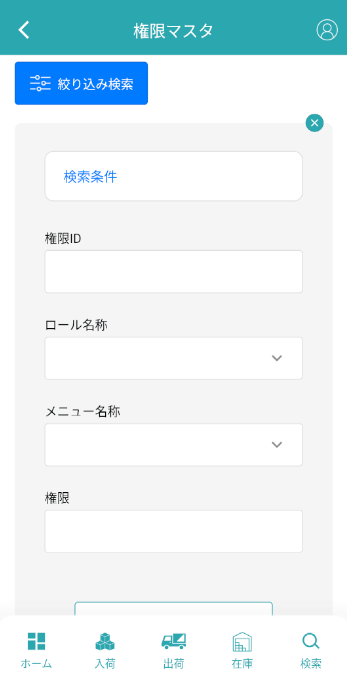 権限マスタ
絞り込み検索
検索条件
権限ID
ロール名称
メニュー名称
権限
ホーム
入荷
出荷
在庫
検索